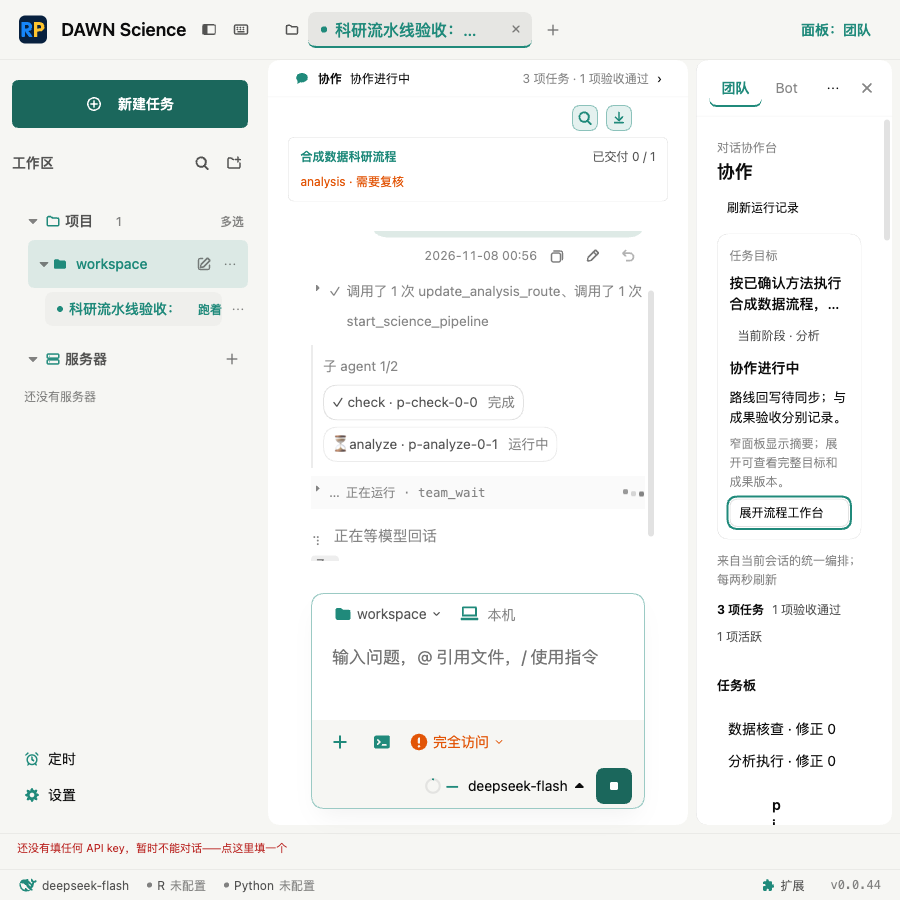 RP DAWN Science
科研流水线验收: ...
面板: 团队
新建任务
工作区
项目 1 多选
workspace
科研流水线验收: 跑着
服务器
还没有服务器
定时
设置
协作 协作进行中 3 项任务 · 1 项验收通过
合成数据科研流程 已交付 0 / 1
analysis · 需要复核
2026-11-08 00:56
调用了 1 次 update_analysis_route、调用了 1 次
start_science_pipeline
子 agent 1/2
check · p-check-0-0 完成
analyze · p-analyze-0-1 运行中
... 正在运行 · team_wait
正在等模型回话
workspace 本机
输入问题，@ 引用文件，/ 使用指令
完全访问
deepseek-flash
团队 Bot
对话协作台
协作
刷新运行记录
任务目标
按已确认方法执行
合成数据流程，...
当前阶段 · 分析
协作进行中
路线回写待同步；与
成果验收分别记录。
窄面板显示摘要；展
开可查看完整目标和
成果版本。
展开流程工作台
来自当前会话的统一编排；
每两秒刷新
3 项任务 1 项验收通过
1 项活跃
任务板
数据核查 · 修正 0
分析执行 · 修正 0
p
还没有填任何 API key，暂时不能对话——点这里填一个
deepseek-flash R 未配置 Python 未配置
扩展 v0.0.44